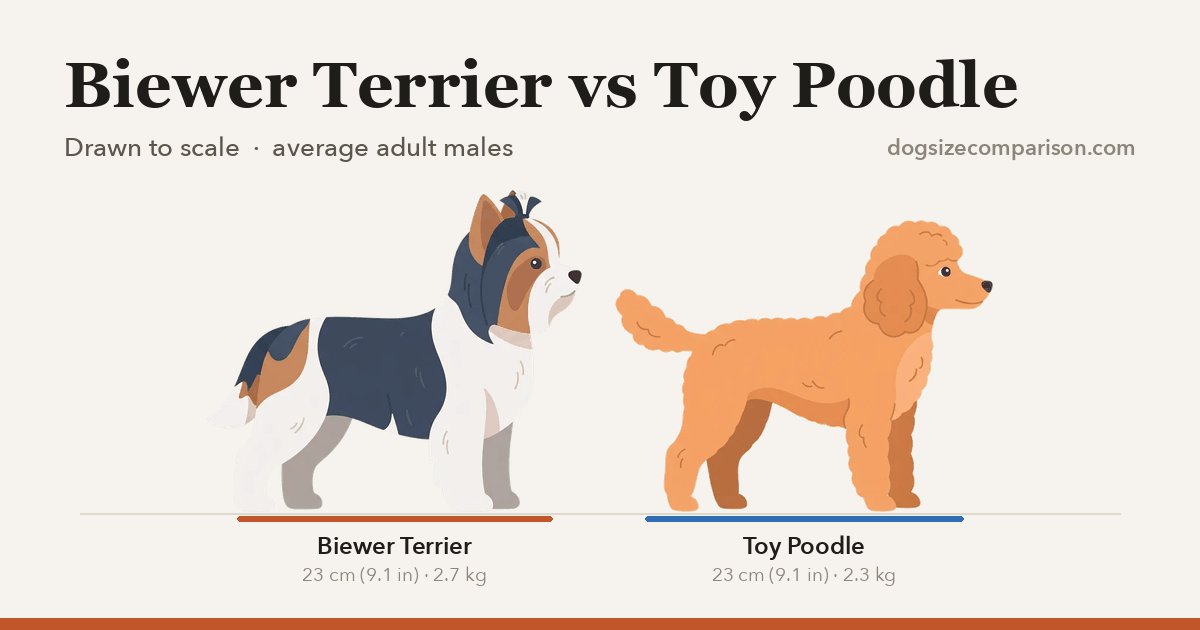 Biewer Terrier vs Toy Poodle
Drawn to scale · average adult males
dogsizecomparison.com
Biewer Terrier
23 cm (9.1 in) · 2.7 kg
Toy Poodle
23 cm (9.1 in) · 2.3 kg